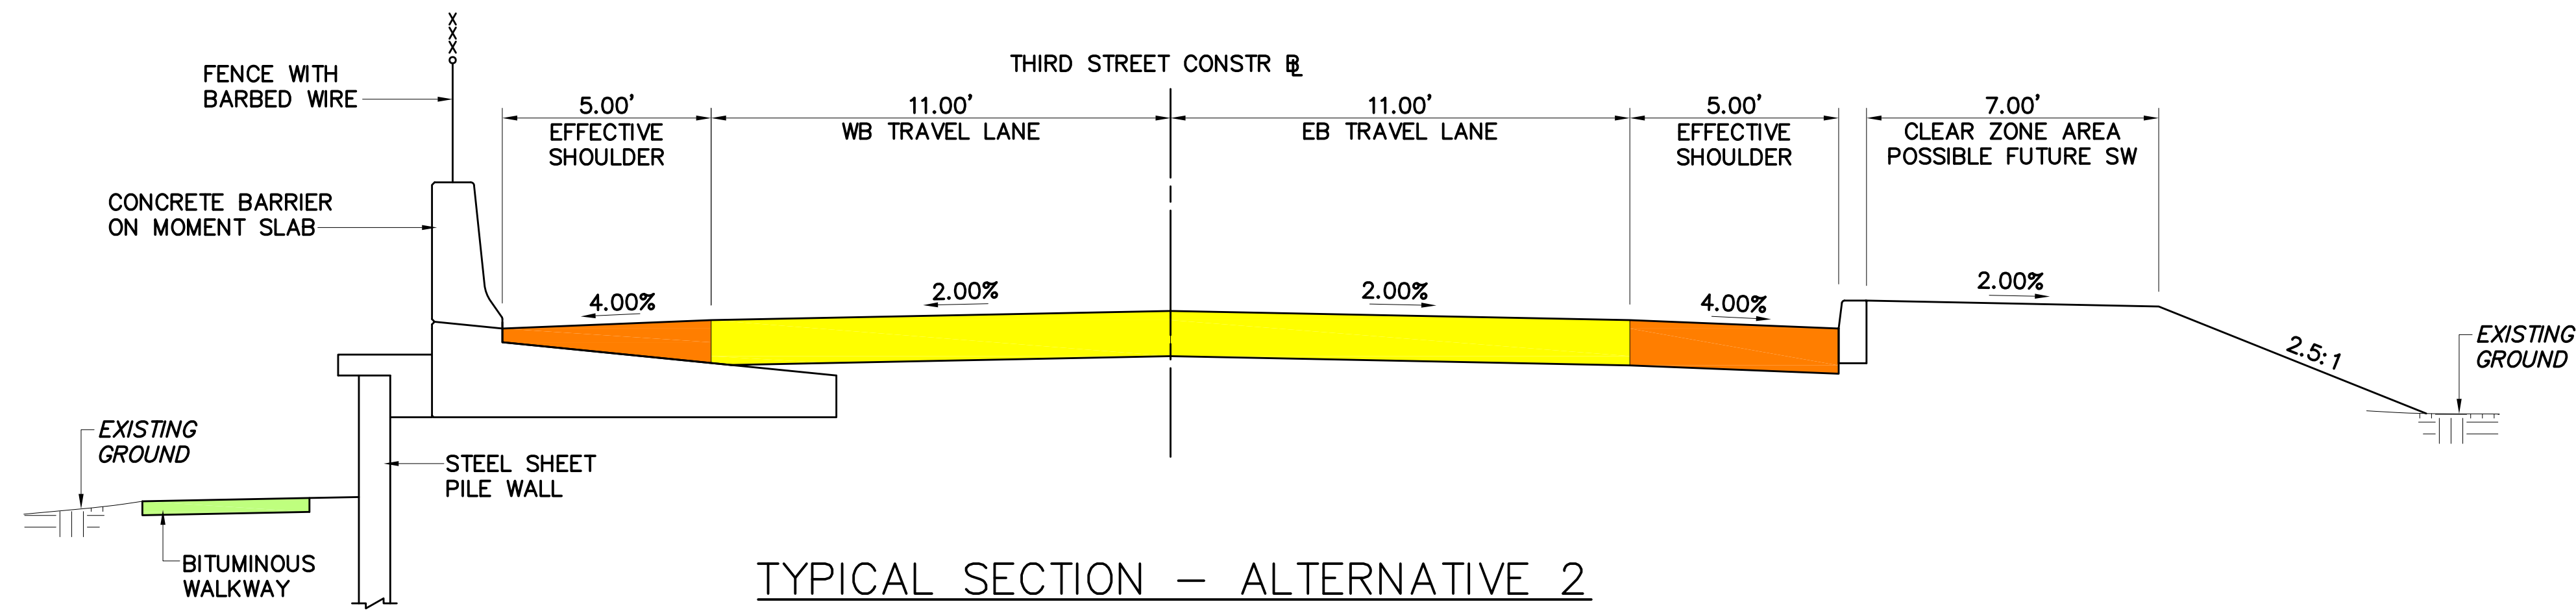 THIRD STREET CONSTR BL
FENCE WITH
BARBED WIRE
5.00'
EFFECTIVE
SHOULDER
11.00'
WB TRAVEL LANE
11.00'
EB TRAVEL LANE
5.00'
EFFECTIVE
SHOULDER
7.00'
CLEAR ZONE AREA
POSSIBLE FUTURE SW
CONCRETE BARRIER
ON MOMENT SLAB
4.00%
2.00%
2.00%
4.00%
2.00%
2.5:1
EXISTING
GROUND
EXISTING
GROUND
STEEL SHEET
PILE WALL
BITUMINOUS
WALKWAY
TYPICAL SECTION - ALTERNATIVE 2